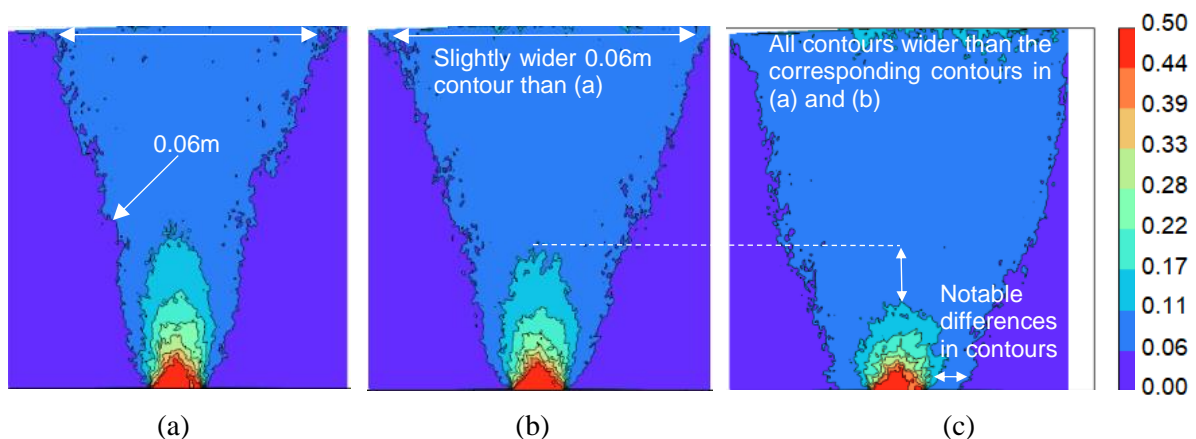 Slightly wider 0.06m
contour than (a)
All contours wider than the
corresponding contours in
(a) and (b)
0.06m
Notable
differences
in contours
0.50
0.44
0.39
0.33
0.28
0.22
0.17
0.11
0.06
0.00
(a)
(b)
(c)